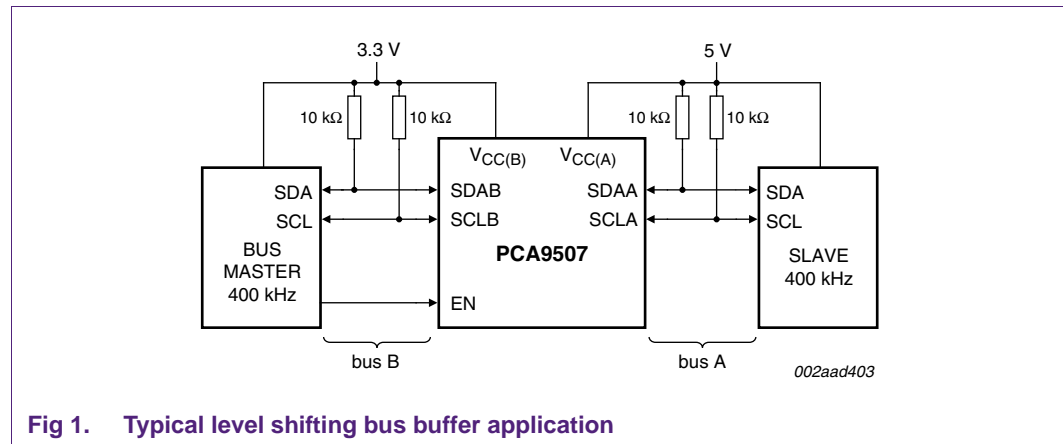 3.3 V
5 V
10 kΩ
10 kΩ
10 kΩ
10 kΩ
VCC(B)
VCC(A)
SDA
SCL
BUS
MASTER
400 kHz
SDAB
SCLB
EN
SDAA
SCLA
PCA9507
SDA
SCL
SLAVE
400 kHz
bus B
bus A
002aad403
Fig 1. Typical level shifting bus buffer application